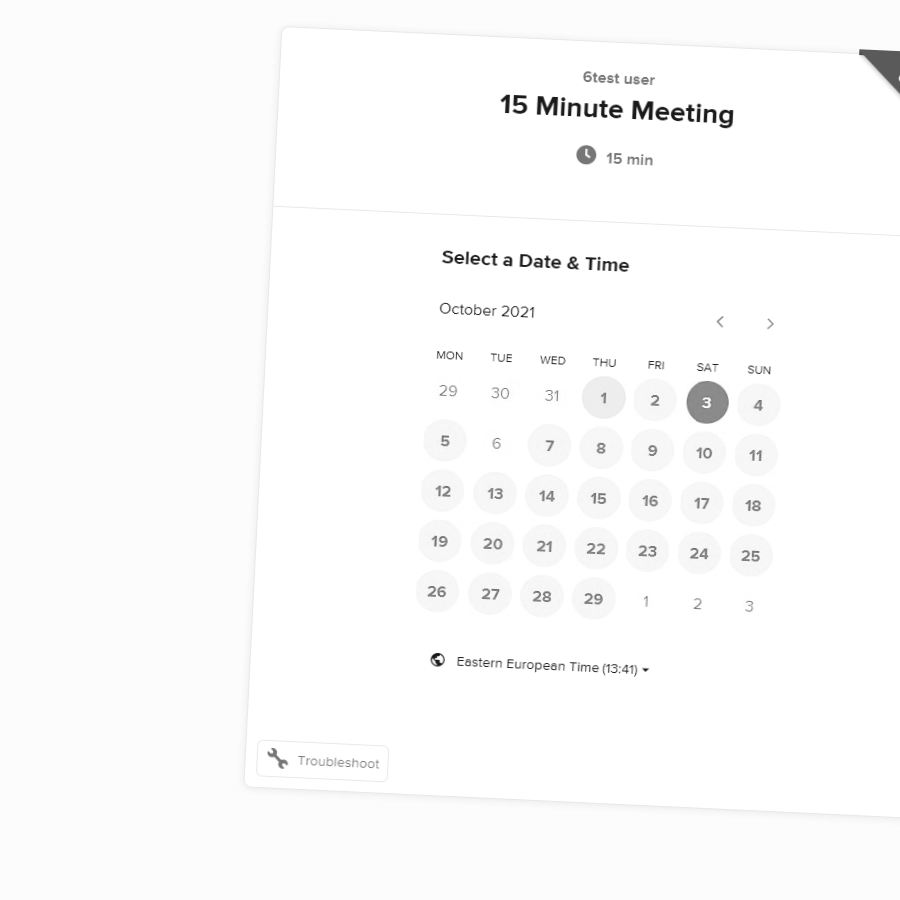 6test user
15 Minute Meeting
15 min
Select a Date & Time
October 2021
MON TUE WED THU FRI SAT SUN
29 30 31 1 2 3 4
5 6 7 8 9 10 11
12 13 14 15 16 17 18
19 20 21 22 23 24 25
26 27 28 29 1 2 3
Eastern European Time (13:41)
Troubleshoot